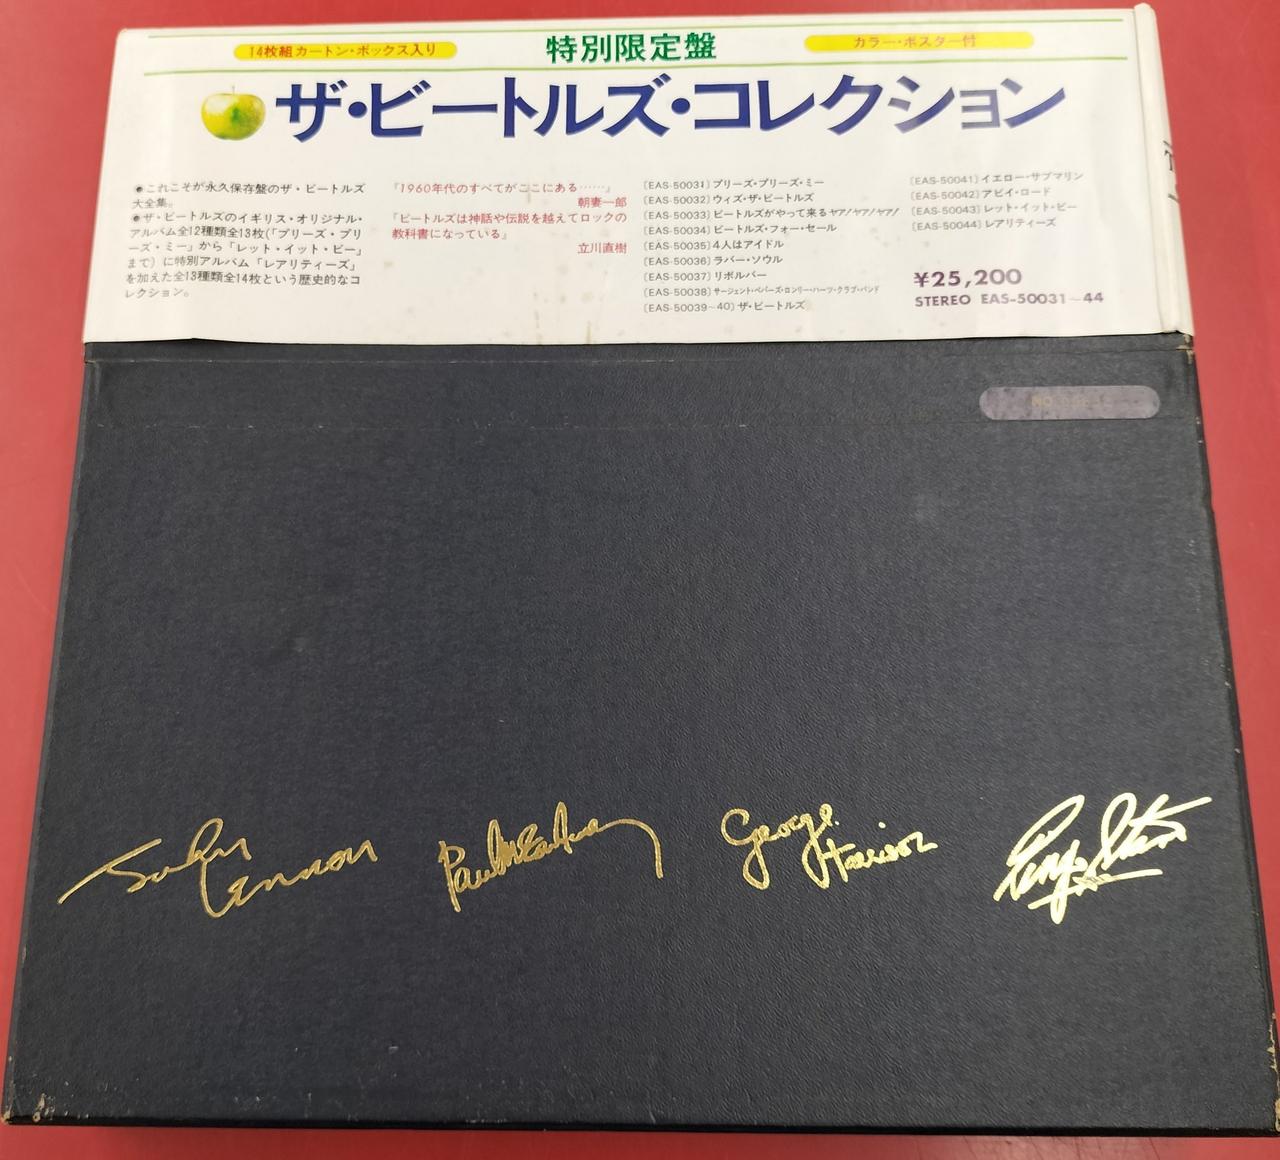 14枚組カートン・ボックス入り
特別限定盤
カラー・ポスター付
ザ・ビートルズ・コレクション
●これこそが永久保存盤のザ・ビートルズ
大全集。
●ザ・ビートルズのイギリス・オリジナル・
アルバム全12種類全13枚(「プリーズ・プリ
ーズ・ミー」から「レット・イット・ビー」
まで)に特別アルバム「レアリティーズ」
を加えた全13種類全14枚という歴史的なコ
レクション。
『1960年代のすべてがここにある……』
朝妻一郎
『ビートルズは神話や伝説を越えてロックの
教科書になっている』
立川直樹
〔EAS-50031〕プリーズ・プリーズ・ミー
〔EAS-50032〕ウィズ・ザ・ビートルズ
〔EAS-50033〕ビートルズがやって来るヤァ!ヤァ!ヤァ!
〔EAS-50034〕ビートルズ・フォー・セール
〔EAS-50035〕4人はアイドル
〔EAS-50036〕ラバー・ソウル
〔EAS-50037〕リボルバー
〔EAS-50038〕サージェント・ペパーズ・ロンリー・ハーツ・クラブ・バンド
〔EAS-50039~40〕ザ・ビートルズ
〔EAS-50041〕イエロー・サブマリン
〔EAS-50042〕アビイ・ロード
〔EAS-50043〕レット・イット・ビー
〔EAS-50044〕レアリティーズ
¥25,200
STEREO EAS-50031~44
NO
John Lennon
Paul McCartney
George Harrison
Ringo Starr